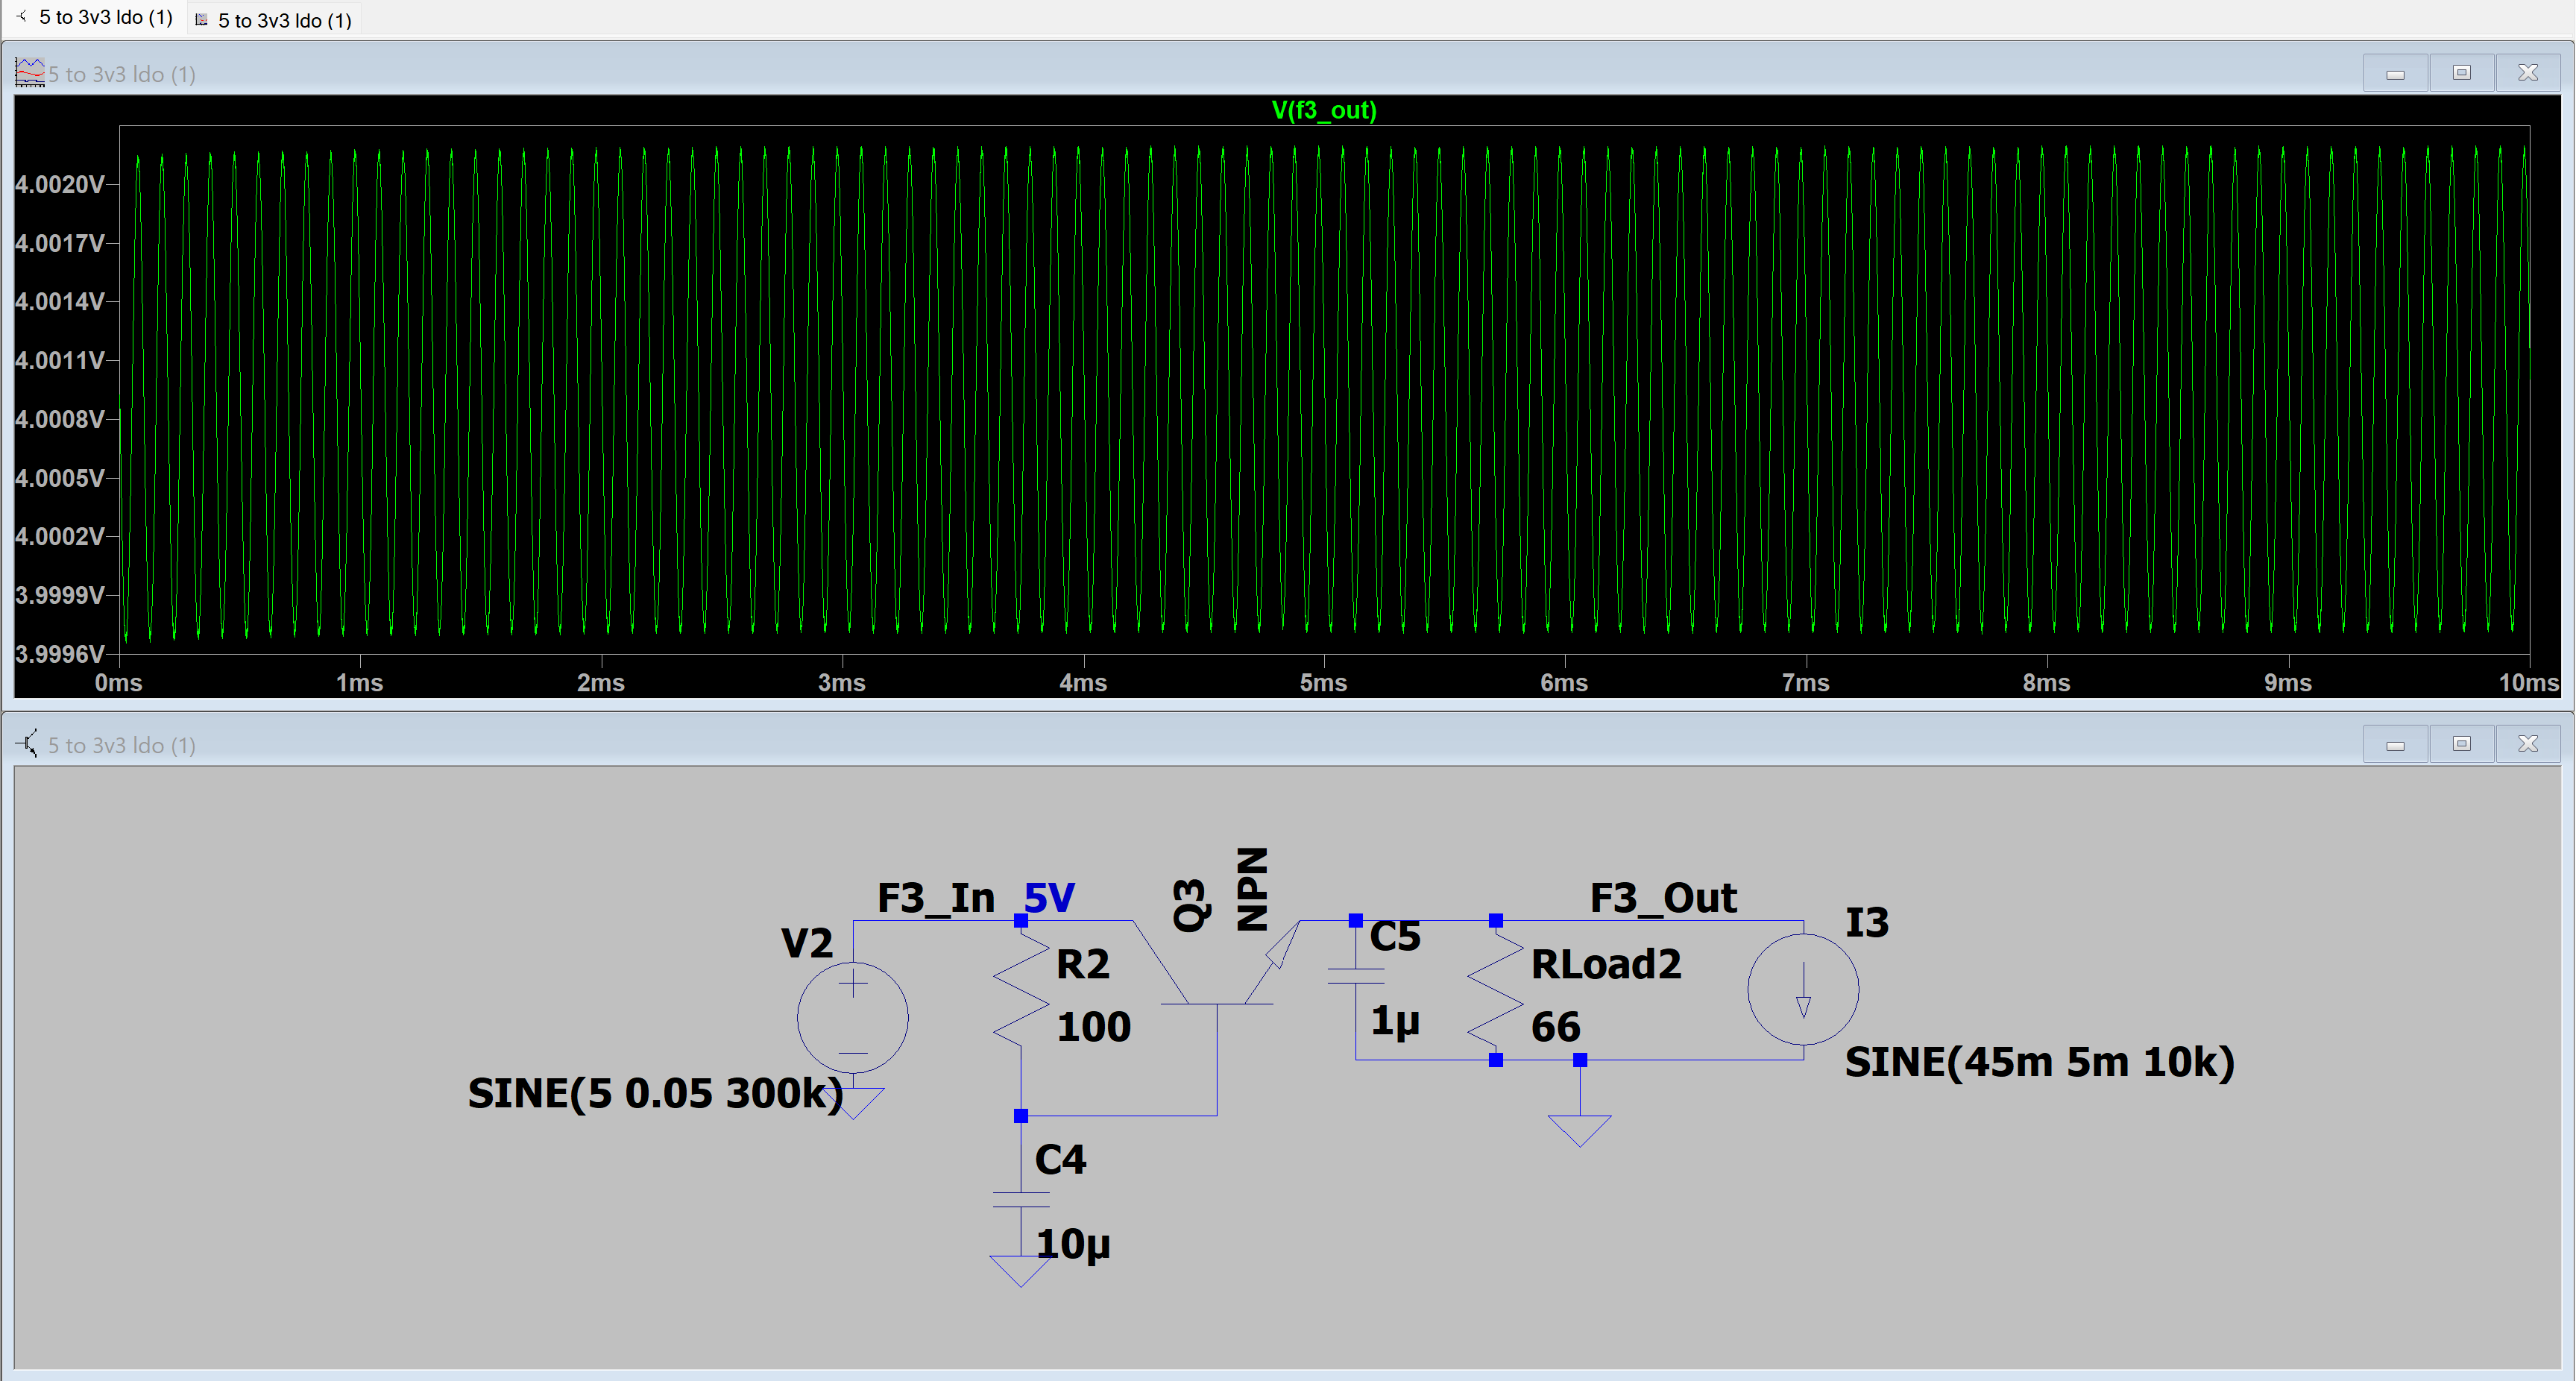 5 to 3v3 ldo (1) 5 to 3v3 ldo (1)
5 to 3v3 ldo (1)
V(f3_out)
4.0020V
4.0017V
4.0014V
4.0011V
4.0008V
4.0005V
4.0002V
3.9999V
3.9996V
0ms 1ms 2ms 3ms 4ms 5ms 6ms 7ms 8ms 9ms 10ms
5 to 3v3 ldo (1)
F3_In 5V
Q3
NPN
F3_Out
V2
R2
100
C5
1µ
RLoad2
66
I3
SINE(5 0.05 300k)
SINE(45m 5m 10k)
C4
10µ